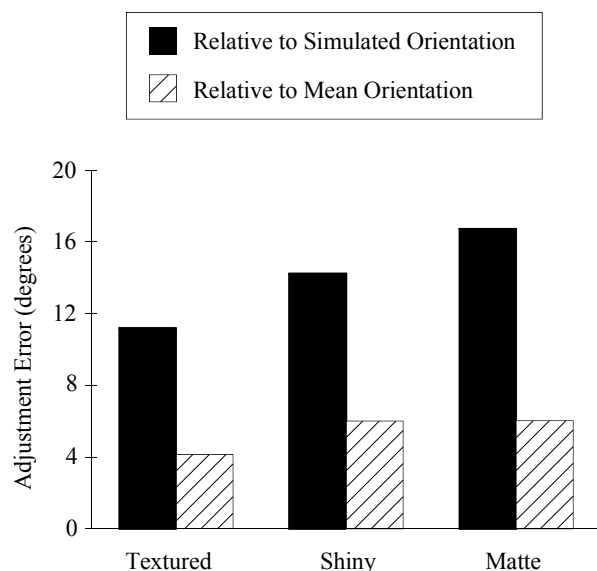 Relative to Simulated Orientation
Relative to Mean Orientation
20
16
12
8
4
0
Adjustment Error (degrees)
Textured Shiny Matte